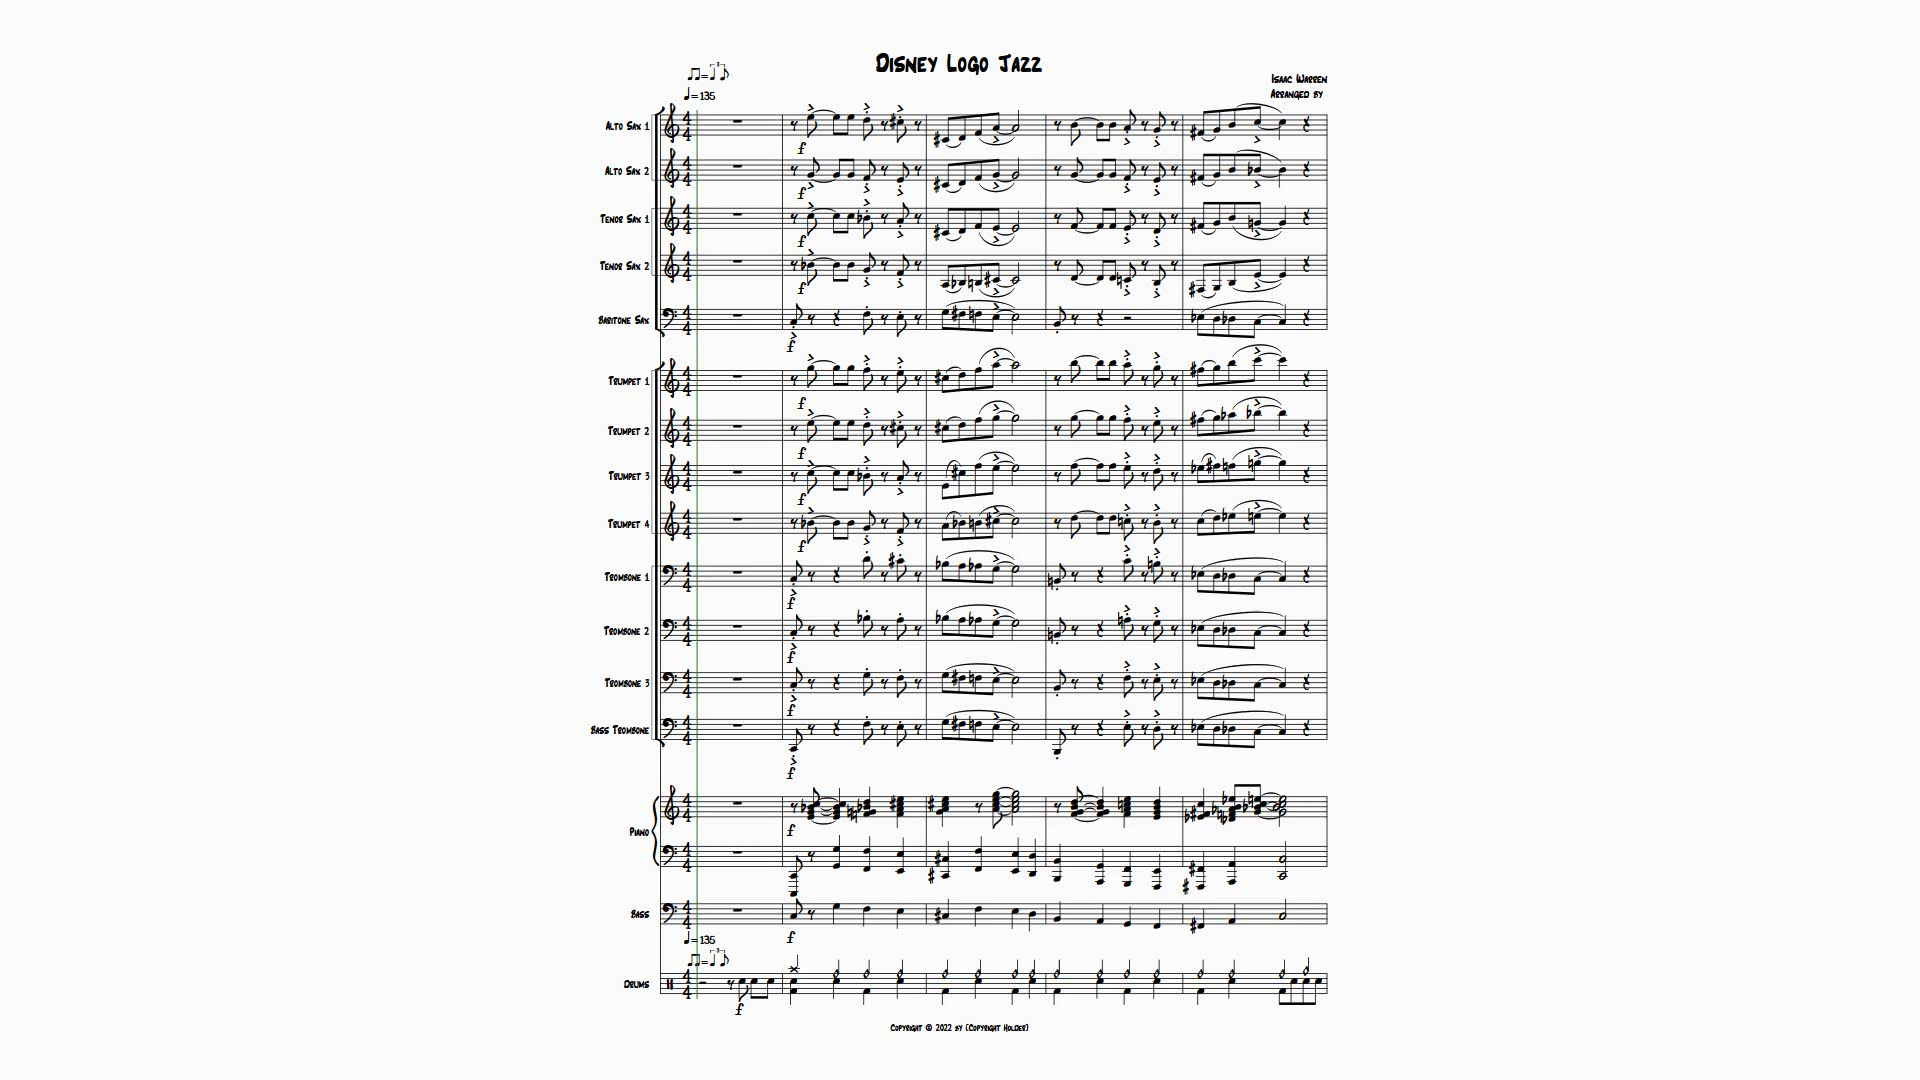 Disney Logo Jazz
3
=135
Isaac Warren
Arranged by
Alto Sax 1
f
Alto Sax 2
f
Tenor Sax 1
f
Tenor Sax 2
f
Baritone Sax
f
Trumpet 1
f
Trumpet 2
f
Trumpet 3
f
Trumpet 4
f
Trombone 1
f
Trombone 2
f
Trombone 3
f
Bass Trombone
f
Piano
f
Bass
f
=135
3
Drums
f
Copyright © 2022 by [Copyright Holder]